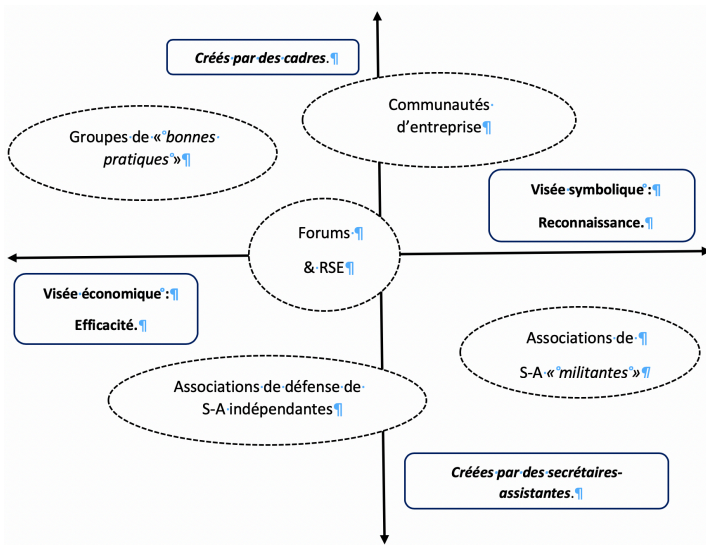 Créés par des cadres.¶
Communautés
d’entreprise¶
Groupes de « bonnes
pratiques »¶
Visée symbolique :¶
Reconnaissance.¶
Forums ¶
& RSE¶
Visée économique :¶
Efficacité.¶
Associations de ¶
S-A « militantes »¶
Associations de défense de
S-A indépendantes¶
Créées par des secrétaires-
assistantes.¶